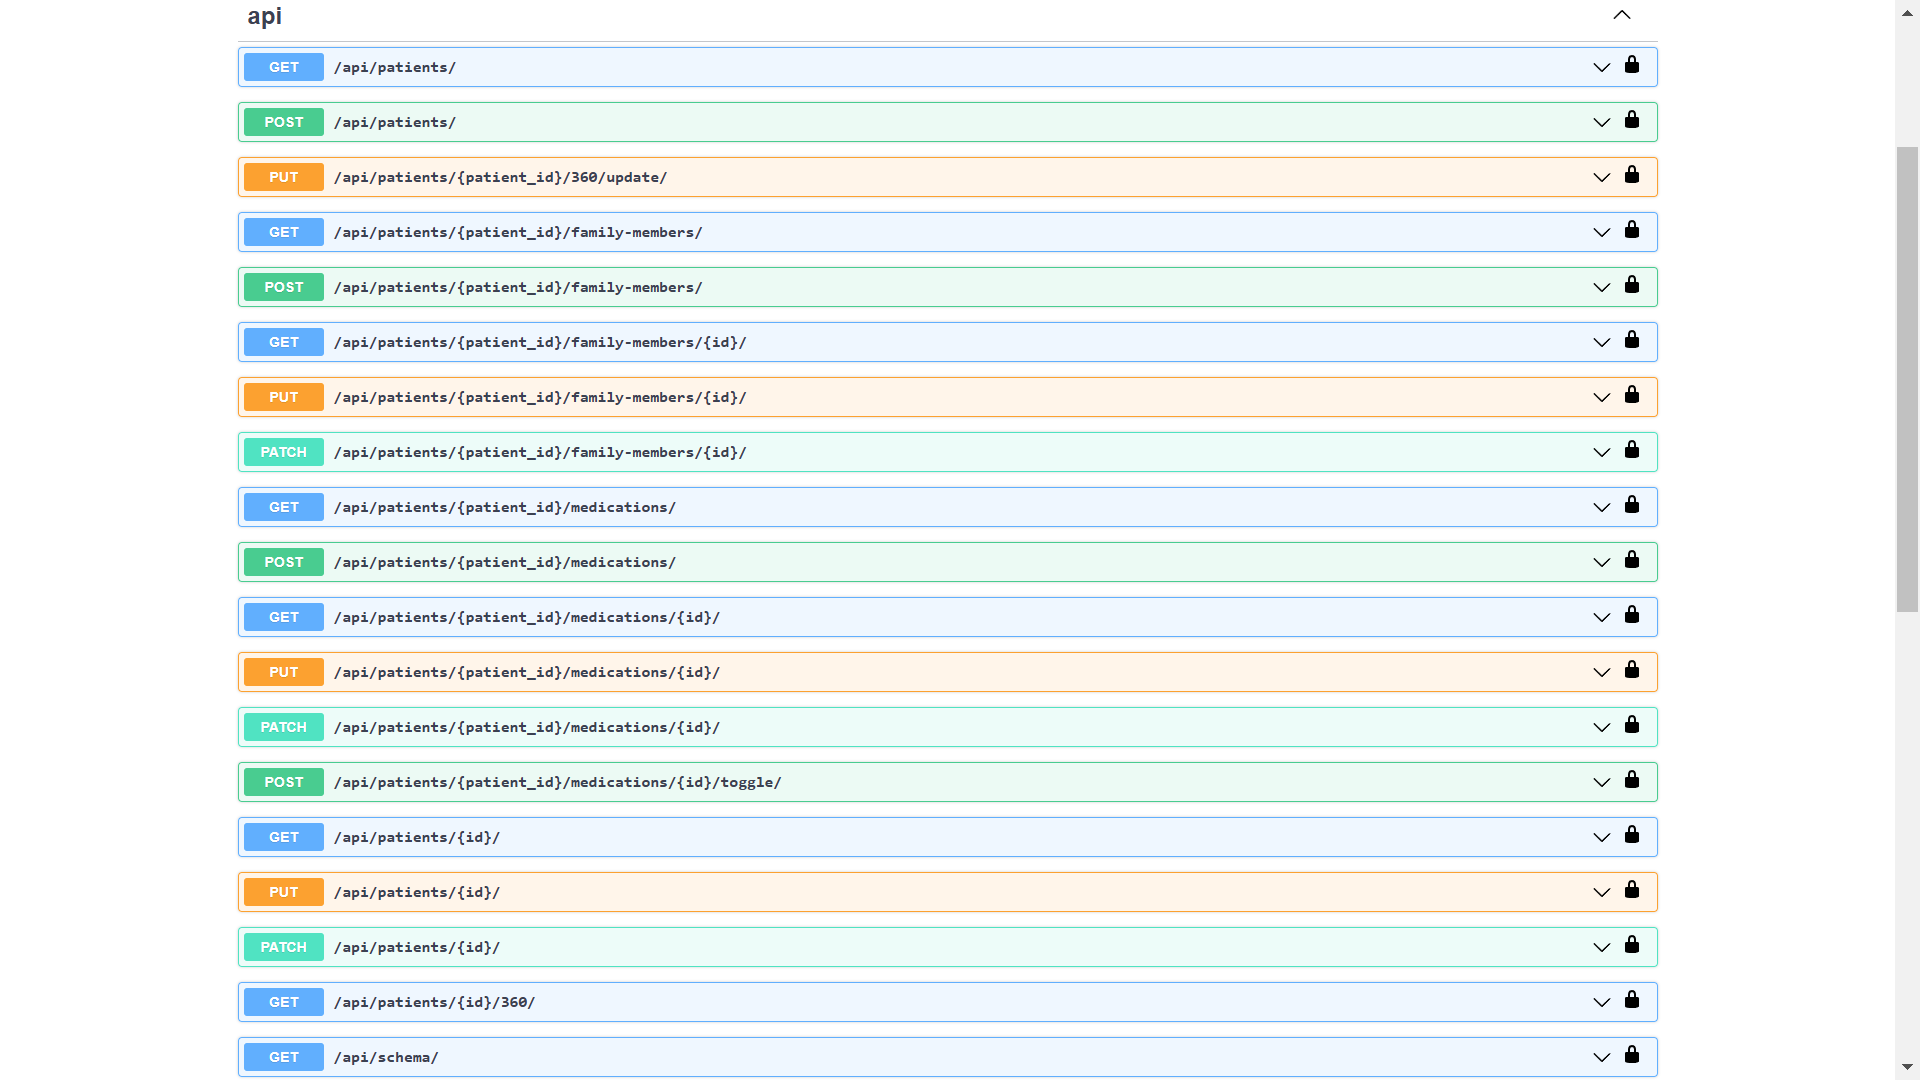 api
GET /api/patients/
POST /api/patients/
PUT /api/patients/{patient_id}/360/update/
GET /api/patients/{patient_id}/family-members/
POST /api/patients/{patient_id}/family-members/
GET /api/patients/{patient_id}/family-members/{id}/
PUT /api/patients/{patient_id}/family-members/{id}/
PATCH /api/patients/{patient_id}/family-members/{id}/
GET /api/patients/{patient_id}/medications/
POST /api/patients/{patient_id}/medications/
GET /api/patients/{patient_id}/medications/{id}/
PUT /api/patients/{patient_id}/medications/{id}/
PATCH /api/patients/{patient_id}/medications/{id}/
POST /api/patients/{patient_id}/medications/{id}/toggle/
GET /api/patients/{id}/
PUT /api/patients/{id}/
PATCH /api/patients/{id}/
GET /api/patients/{id}/360/
GET /api/schema/